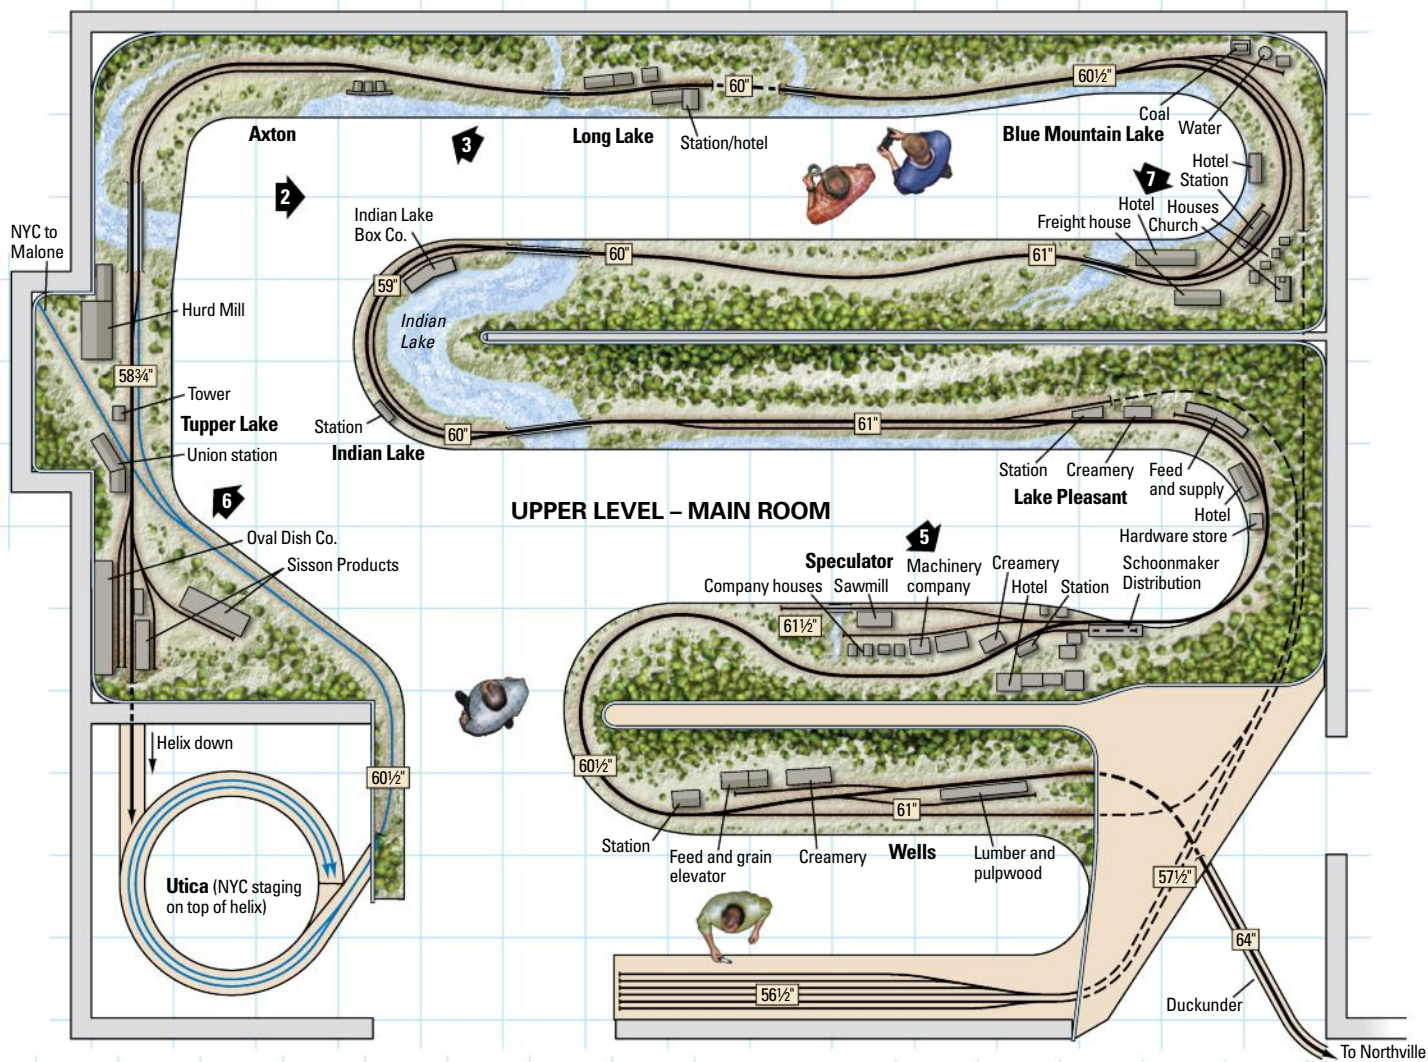 60"
60½"
Coal
Water
Axton
3
Long Lake
Station/hotel
Blue Mountain Lake
Hotel
Station
7
2
Indian Lake
Box Co.
Hotel
Houses
Freight house
Church
NYC to
Malone
60"
61"
59"
Hurd Mill
Indian
Lake
58¾"
Tower
Tupper Lake
Union station
Station
60"
Indian Lake
61"
Station
Creamery
Feed
and supply
Lake Pleasant
6
UPPER LEVEL – MAIN ROOM
Hotel
Hardware store
Oval Dish Co.
Sisson Products
5
Speculator
Company houses
Sawmill
Machinery
company
Creamery
Hotel
Station
Schoonmaker
Distribution
61½"
Helix down
60½"
60½"
61"
Station
Feed and grain
elevator
Creamery
Wells
Lumber and
pulpwood
Utica (NYC staging
on top of helix)
57½"
64"
56½"
Duckunder
To Northville